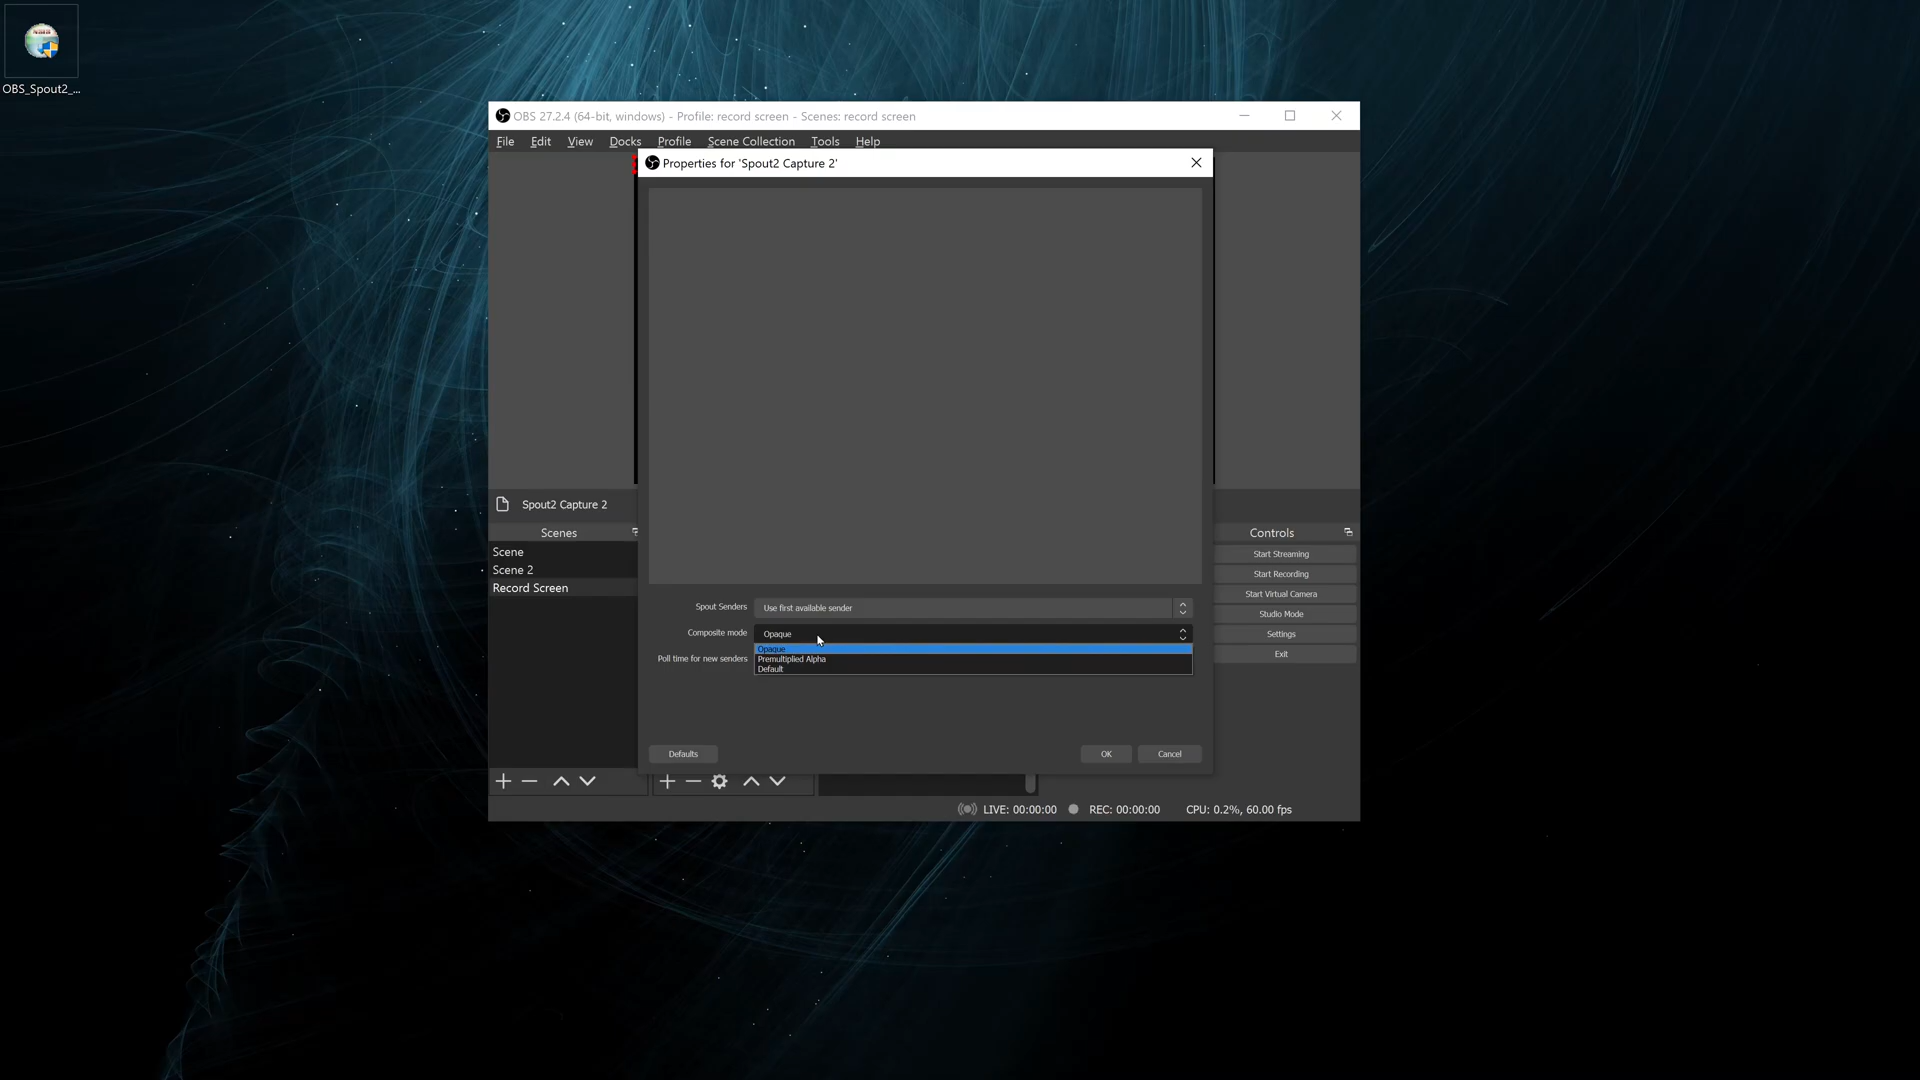 OBS_Spout2_...
OBS 27.2.4 (64-bit, windows) - Profile: record screen - Scenes: record screen
File Edit View Docks Profile Scene Collection Tools Help
Properties for 'Spout2 Capture 2'
Spout2 Capture 2
Scenes
Scene
Scene 2
Record Screen
Spout Senders Use first available sender
Composite mode Opaque
Opaque
Poll time for new senders Premultiplied Alpha
Default
Defaults OK Cancel
Controls
Start Streaming
Start Recording
Start Virtual Camera
Studio Mode
Settings
Exit
LIVE: 00:00:00 REC: 00:00:00 CPU: 0.2%, 60.00 fps